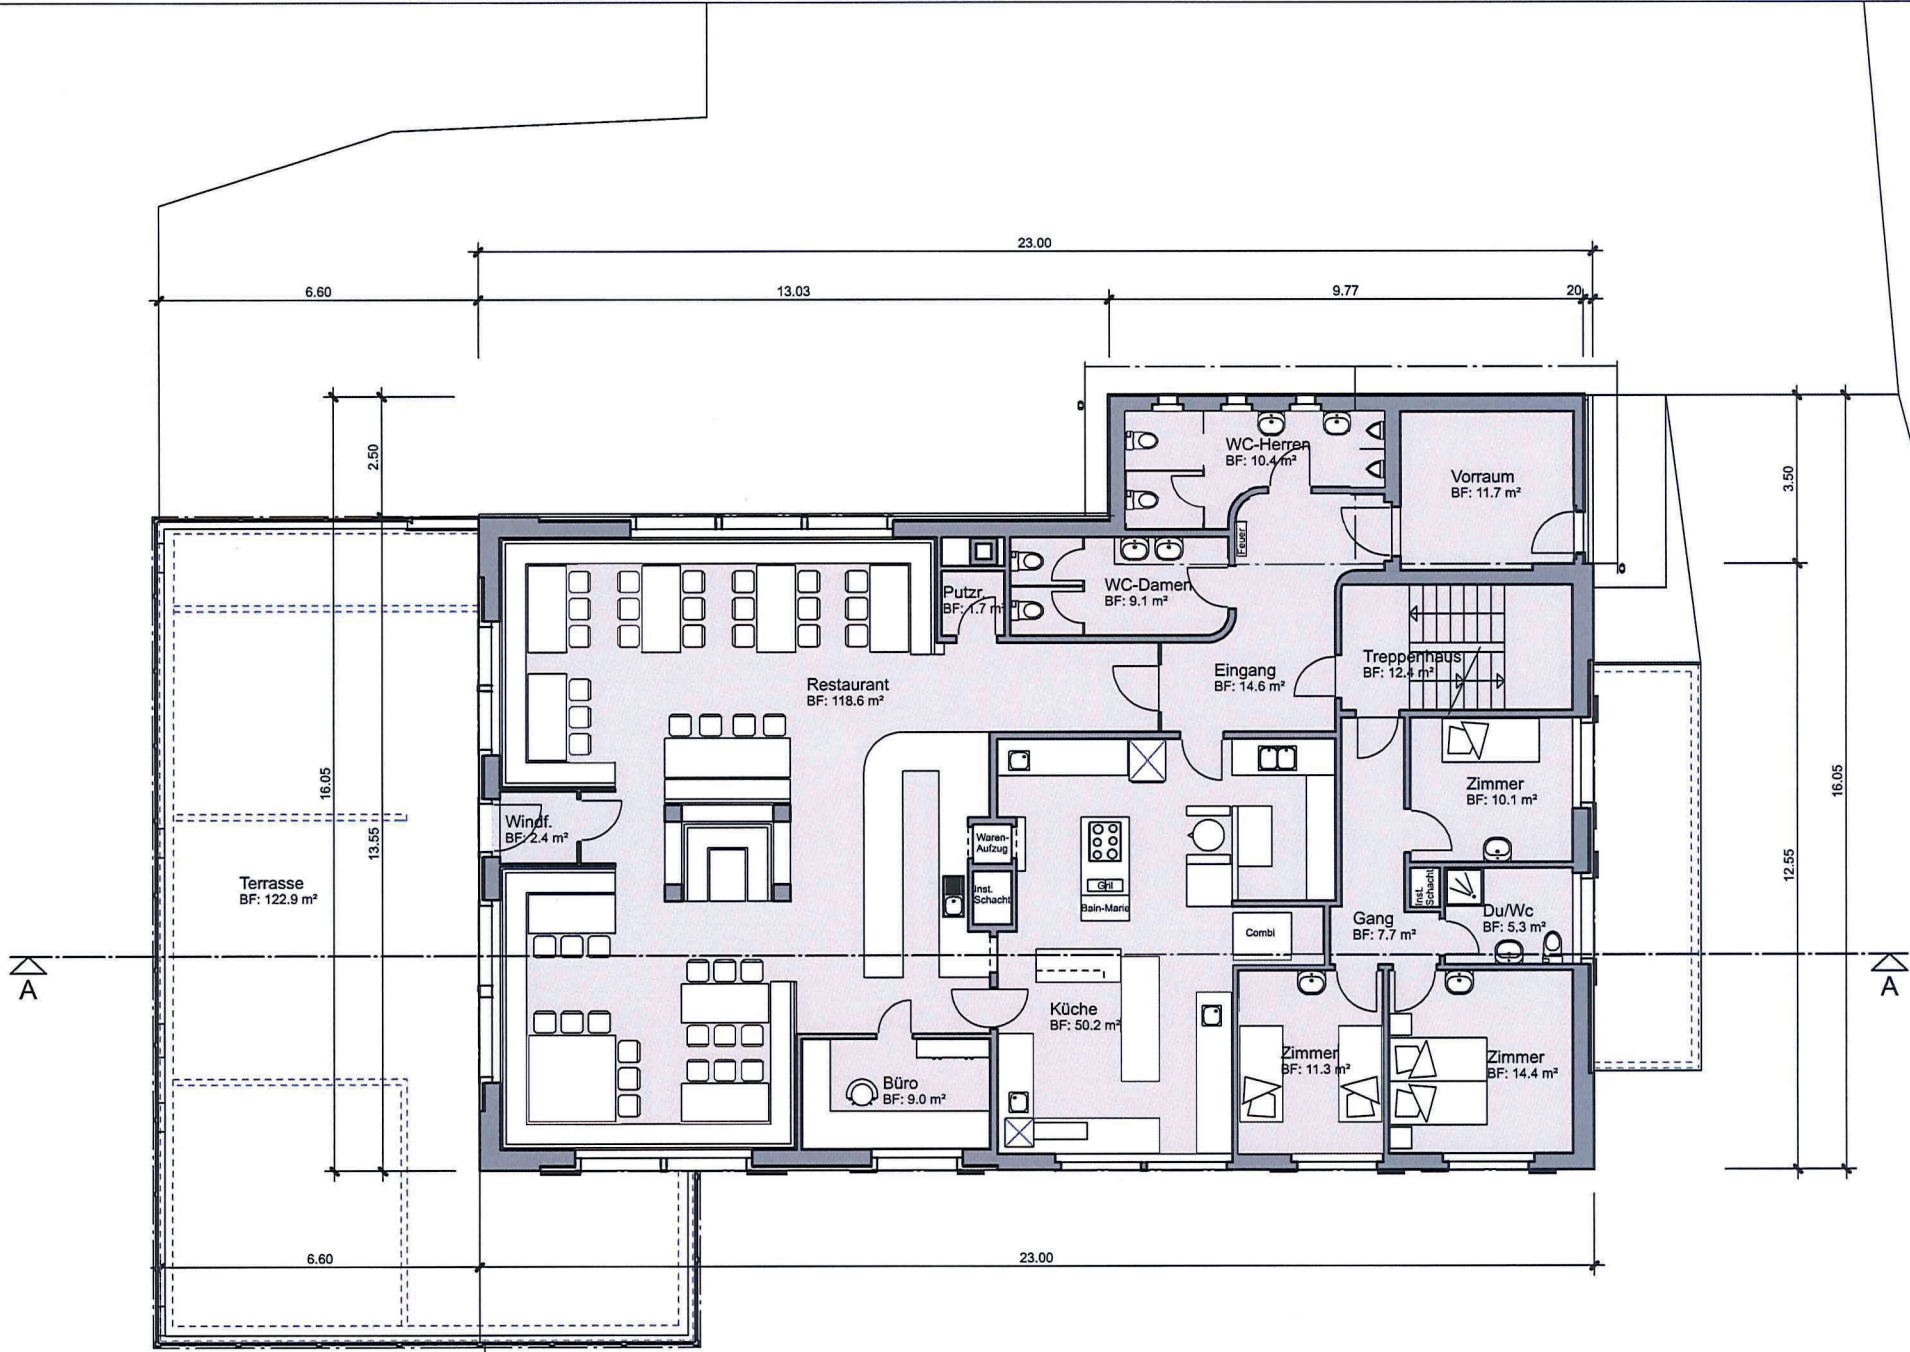 23.00
6.60
13.03
9.77
20
2.50
16.05
13.55
3.50
12.55
16.05
WC-Herren
BF: 10.4 m²
Vorraum
BF: 11.7 m²
Feuer
Putzr.
BF: 1.7 m²
WC-Damen
BF: 9.1 m²
Restaurant
BF: 118.6 m²
Eingang
BF: 14.6 m²
Treppenhaus
BF: 12.4 m²
Zimmer
BF: 10.1 m²
Windf.
BF: 2.4 m²
Waren-
Aufzug
Inst.
Schacht
Gril
Bain-Marie
Combi
Terrasse
BF: 122.9 m²
Inst.
Schacht
Gang
BF: 7.7 m²
Du/Wc
BF: 5.3 m²
A
A
Küche
BF: 50.2 m²
Büro
BF: 9.0 m²
Zimmer
BF: 11.3 m²
Zimmer
BF: 14.4 m²
6.60
23.00